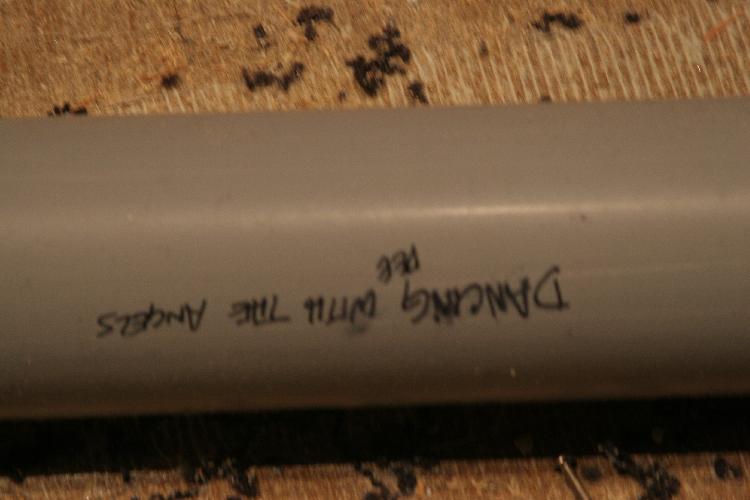 DANCING WITH THE ANGELS